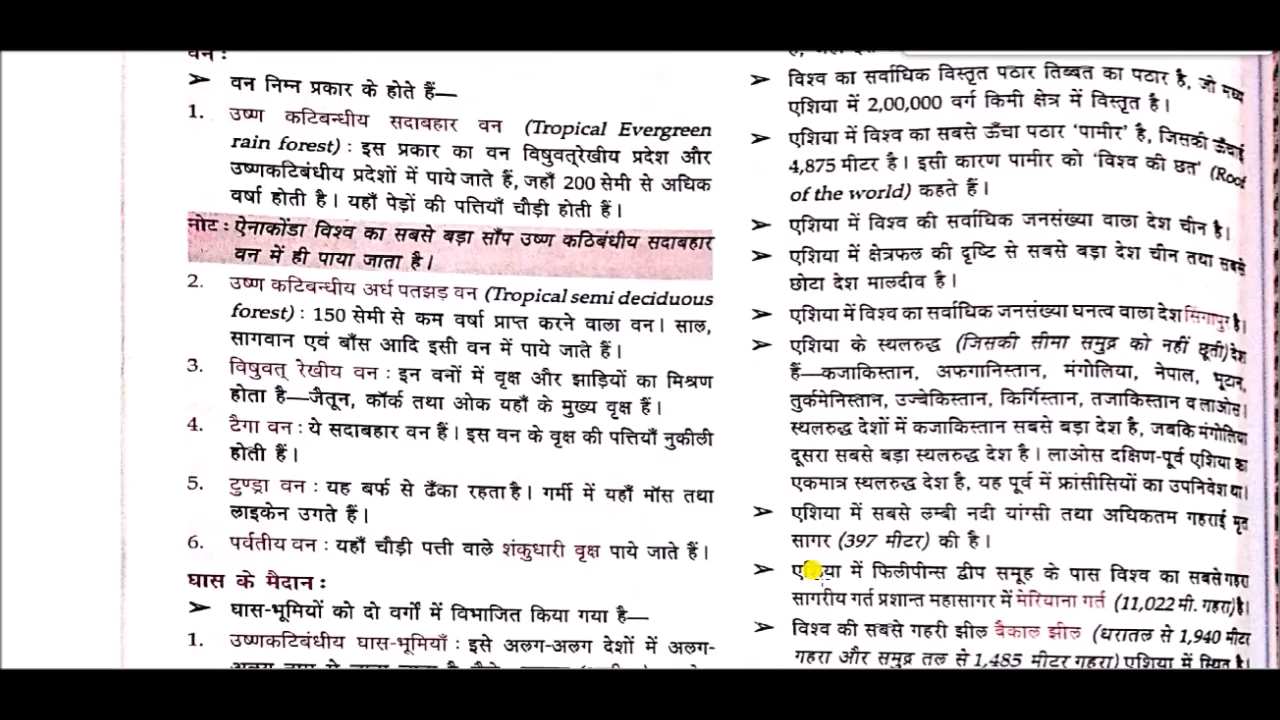 वन :
➤ वन निम्न प्रकार के होते हैं—
1. उष्ण कटिबन्धीय सदाबहार वन (Tropical Evergreen
rain forest) : इस प्रकार का वन विषुवत्‌रेखीय प्रदेश और
उष्णकटिबंधीय प्रदेशों में पाये जाते हैं, जहाँ 200 सेमी से अधिक
वर्षा होती है। यहाँ पेड़ों की पत्तियाँ चौड़ी होती हैं।
नोट : ऐनाकोंडा विश्व का सबसे बड़ा साँप उष्ण कठिबंधीय सदाबहार
वन में ही पाया जाता है।
2. उष्ण कटिबन्धीय अर्ध पतझड़ वन (Tropical semi deciduous
forest) : 150 सेमी से कम वर्षा प्राप्त करने वाला वन। साल,
सागवान एवं बाँस आदि इसी वन में पाये जाते हैं।
3. विषुवत् रेखीय वन : इन वनों में वृक्ष और झाड़ियों का मिश्रण
होता है—जैतून, कॉर्क तथा ओक यहाँ के मुख्य वृक्ष हैं।
4. टैगा वन : ये सदाबहार वन हैं। इस वन के वृक्ष की पत्तियाँ नुकीली
होती हैं।
5. टुण्ड्रा वन : यह बर्फ से ढँका रहता है। गर्मी में यहाँ मॉस तथा
लाइकेन उगते हैं।
6. पर्वतीय वन : यहाँ चौड़ी पत्ती वाले शंकुधारी वृक्ष पाये जाते हैं।
घास के मैदान :
➤ घास-भूमियों को दो वर्गों में विभाजित किया गया है—
1. उष्णकटिबंधीय घास-भूमियाँ : इसे अलग-अलग देशों में अलग-
➤ विश्व का सर्वाधिक विस्तृत पठार तिब्बत का पठार है, जो मध्य
एशिया में 2,00,000 वर्ग किमी क्षेत्र में विस्तृत है।
➤ एशिया में विश्व का सबसे ऊँचा पठार 'पामीर' है, जिसकी ऊँचाई
4,875 मीटर है। इसी कारण पामीर को 'विश्व की छत' (Roof
of the world) कहते हैं।
➤ एशिया में विश्व की सर्वाधिक जनसंख्या वाला देश चीन है।
➤ एशिया में क्षेत्रफल की दृष्टि से सबसे बड़ा देश चीन तथा सबसे
छोटा देश मालदीव है।
➤ एशिया में विश्व का सर्वाधिक जनसंख्या घनत्व वाला देश सिंगापुर है।
➤ एशिया के स्थलरुद्ध (जिसकी सीमा समुद्र को नहीं छूती) देश
हैं—कजाकिस्तान, अफगानिस्तान, मंगोलिया, नेपाल, भूटान,
तुर्कमेनिस्तान, उज्बेकिस्तान, किर्गिस्तान, तजाकिस्तान व लाओस।
स्थलरुद्ध देशों में कजाकिस्तान सबसे बड़ा देश है, जबकि मंगोलिया
दूसरा सबसे बड़ा स्थलरुद्ध देश है। लाओस दक्षिण-पूर्व एशिया का
एकमात्र स्थलरुद्ध देश है, यह पूर्व में फ्रांसीसियों का उपनिवेश था।
➤ एशिया में सबसे लम्बी नदी यांग्सी तथा अधिकतम गहराई मृत
सागर (397 मीटर) की है।
➤ एशिया में फिलीपीन्स द्वीप समूह के पास विश्व का सबसे गहरा
सागरीय गर्त प्रशान्त महासागर में मेरियाना गर्त (11,022 मी. गहरा) है।
➤ विश्व की सबसे गहरी झील बैकाल झील (धरातल से 1,940 मीटर
गहरा और समुद्र तल से 1,485 मीटर गहरा) एशिया में स्थित है।